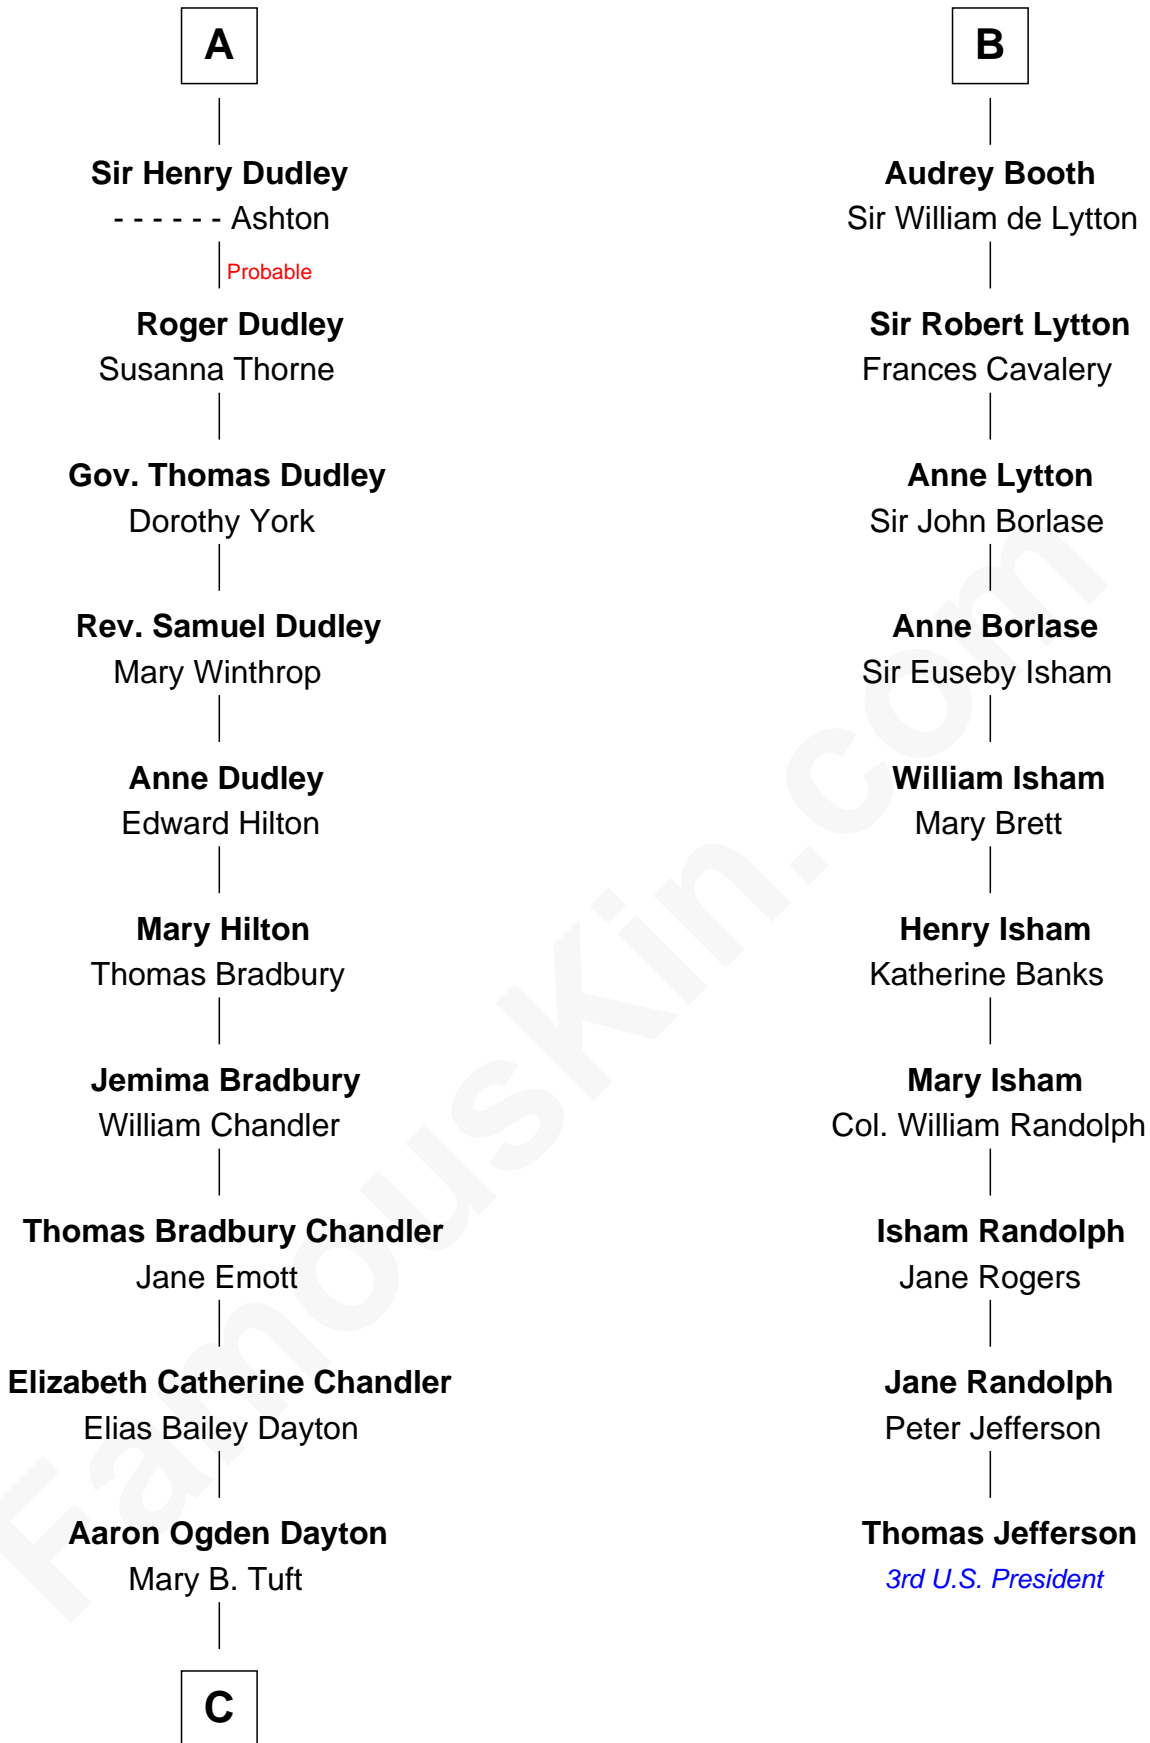 A
Sir Henry Dudley
- - - - - - Ashton
Probable
Roger Dudley
Susanna Thorne
Gov. Thomas Dudley
Dorothy York
Rev. Samuel Dudley
Mary Winthrop
Anne Dudley
Edward Hilton
Mary Hilton
Thomas Bradbury
Jemima Bradbury
William Chandler
Thomas Bradbury Chandler
Jane Emott
Elizabeth Catherine Chandler
Elias Bailey Dayton
Aaron Ogden Dayton
Mary B. Tuft
C
B
Audrey Booth
Sir William de Lytton
Sir Robert Lytton
Frances Cavalery
Anne Lytton
Sir John Borlase
Anne Borlase
Sir Euseby Isham
William Isham
Mary Brett
Henry Isham
Katherine Banks
Mary Isham
Col. William Randolph
Isham Randolph
Jane Rogers
Jane Randolph
Peter Jefferson
Thomas Jefferson
3rd U.S. President
FamousKin.com